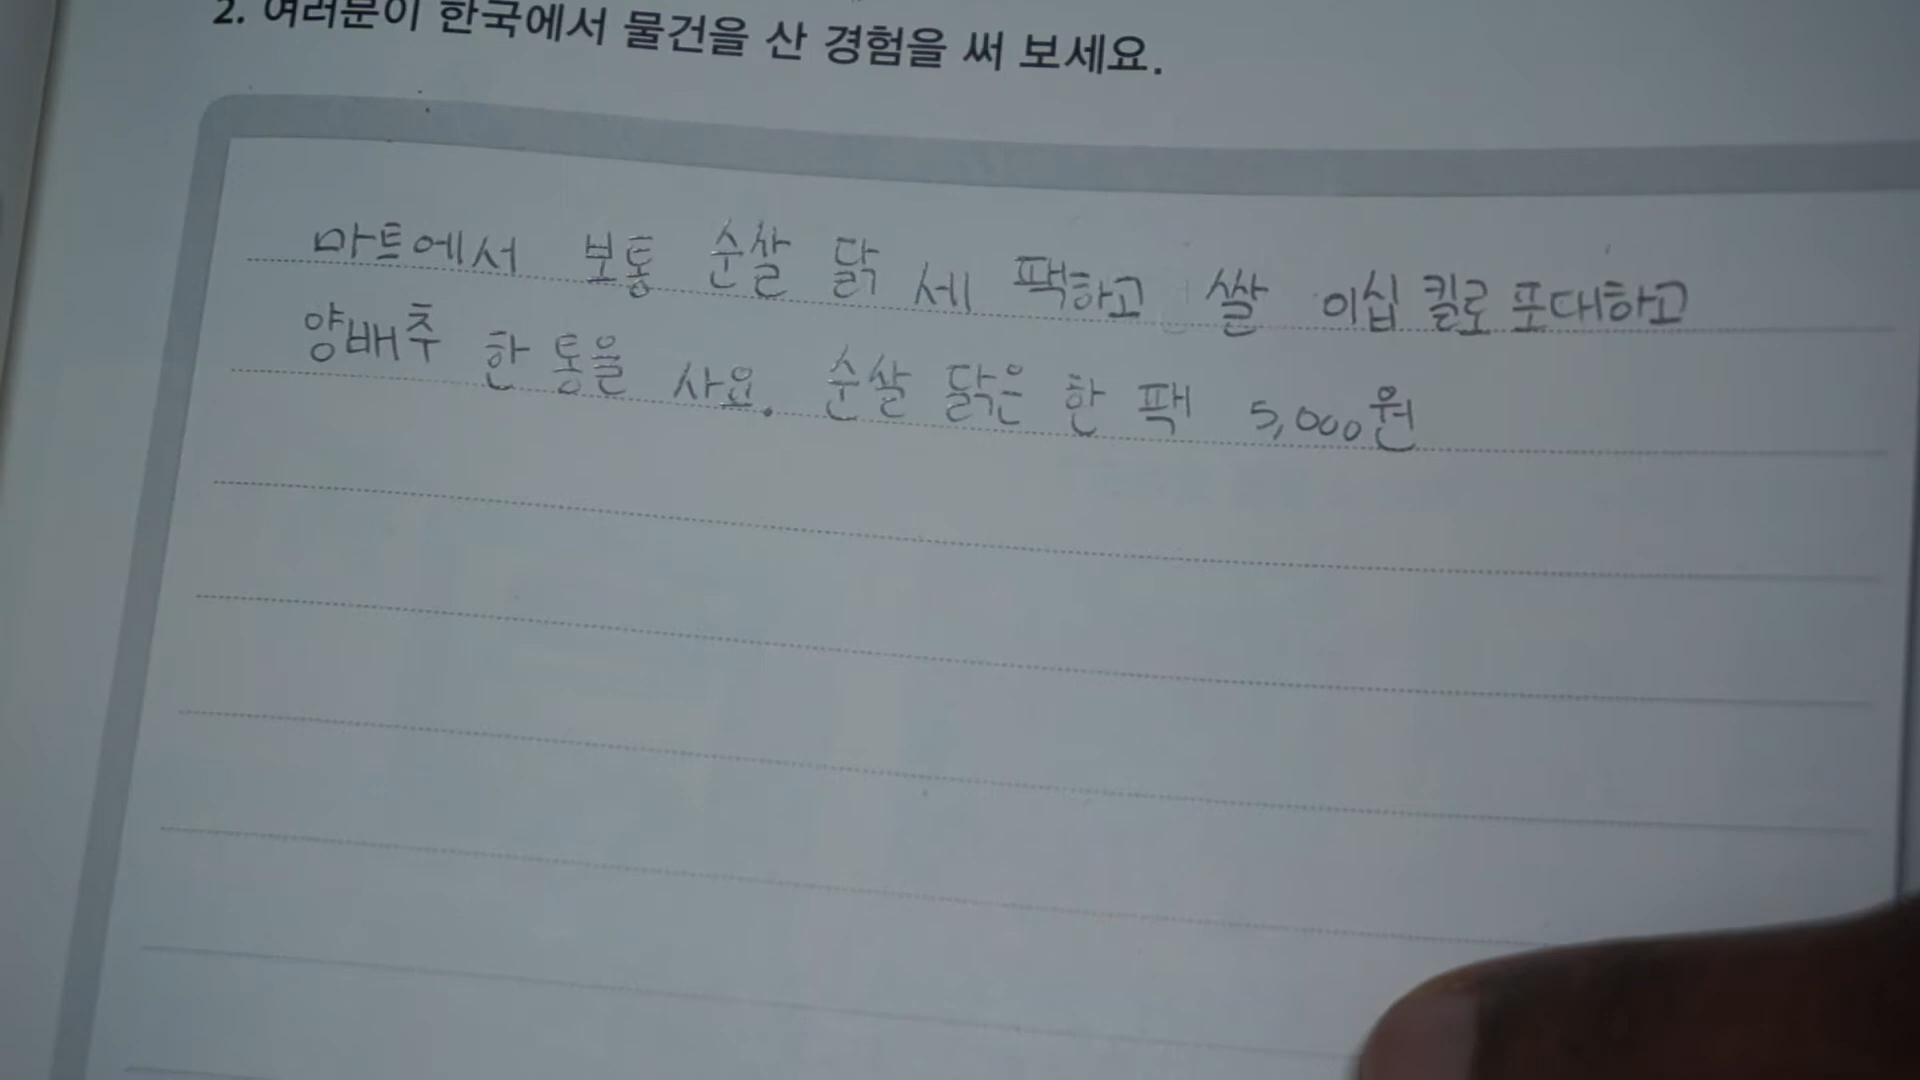 2. 여러분이 한국에서 물건을 산 경험을 써 보세요.
마트에서 보통 순살 닭 세 팩하고 쌀 이십 킬로 포대하고
양배추 한 통을 사요. 순살 닭은 한 팩 5,000원